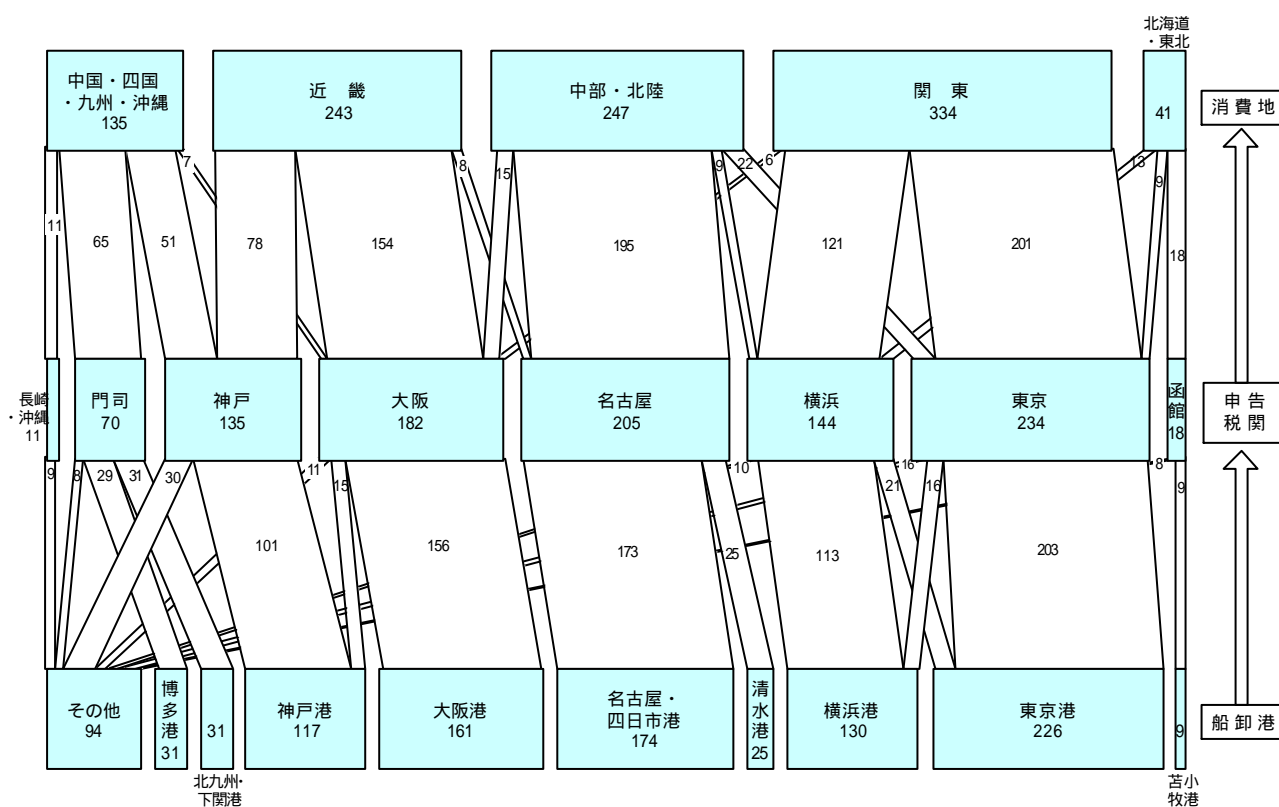 北海道
・東北
中国・四国
・九州・沖縄
135
近 畿
243
中部・北陸
247
関 東
334
41
消費地
7
8
15
9
22
6
13
9
11
65
51
78
154
195
121
201
18
長崎
・沖縄
11
門司
70
神戸
135
大阪
182
名古屋
205
横浜
144
東京
234
函館
18
申告
税関
9
8
29
31
30
11
15
10
16
21
16
8
9
101
156
173
25
113
203
その他
94
博多港
31
31
北九州・
下関港
神戸港
117
大阪港
161
名古屋・
四日市港
174
清水港
25
横浜港
130
東京港
226
9
苫小
牧港
船卸港